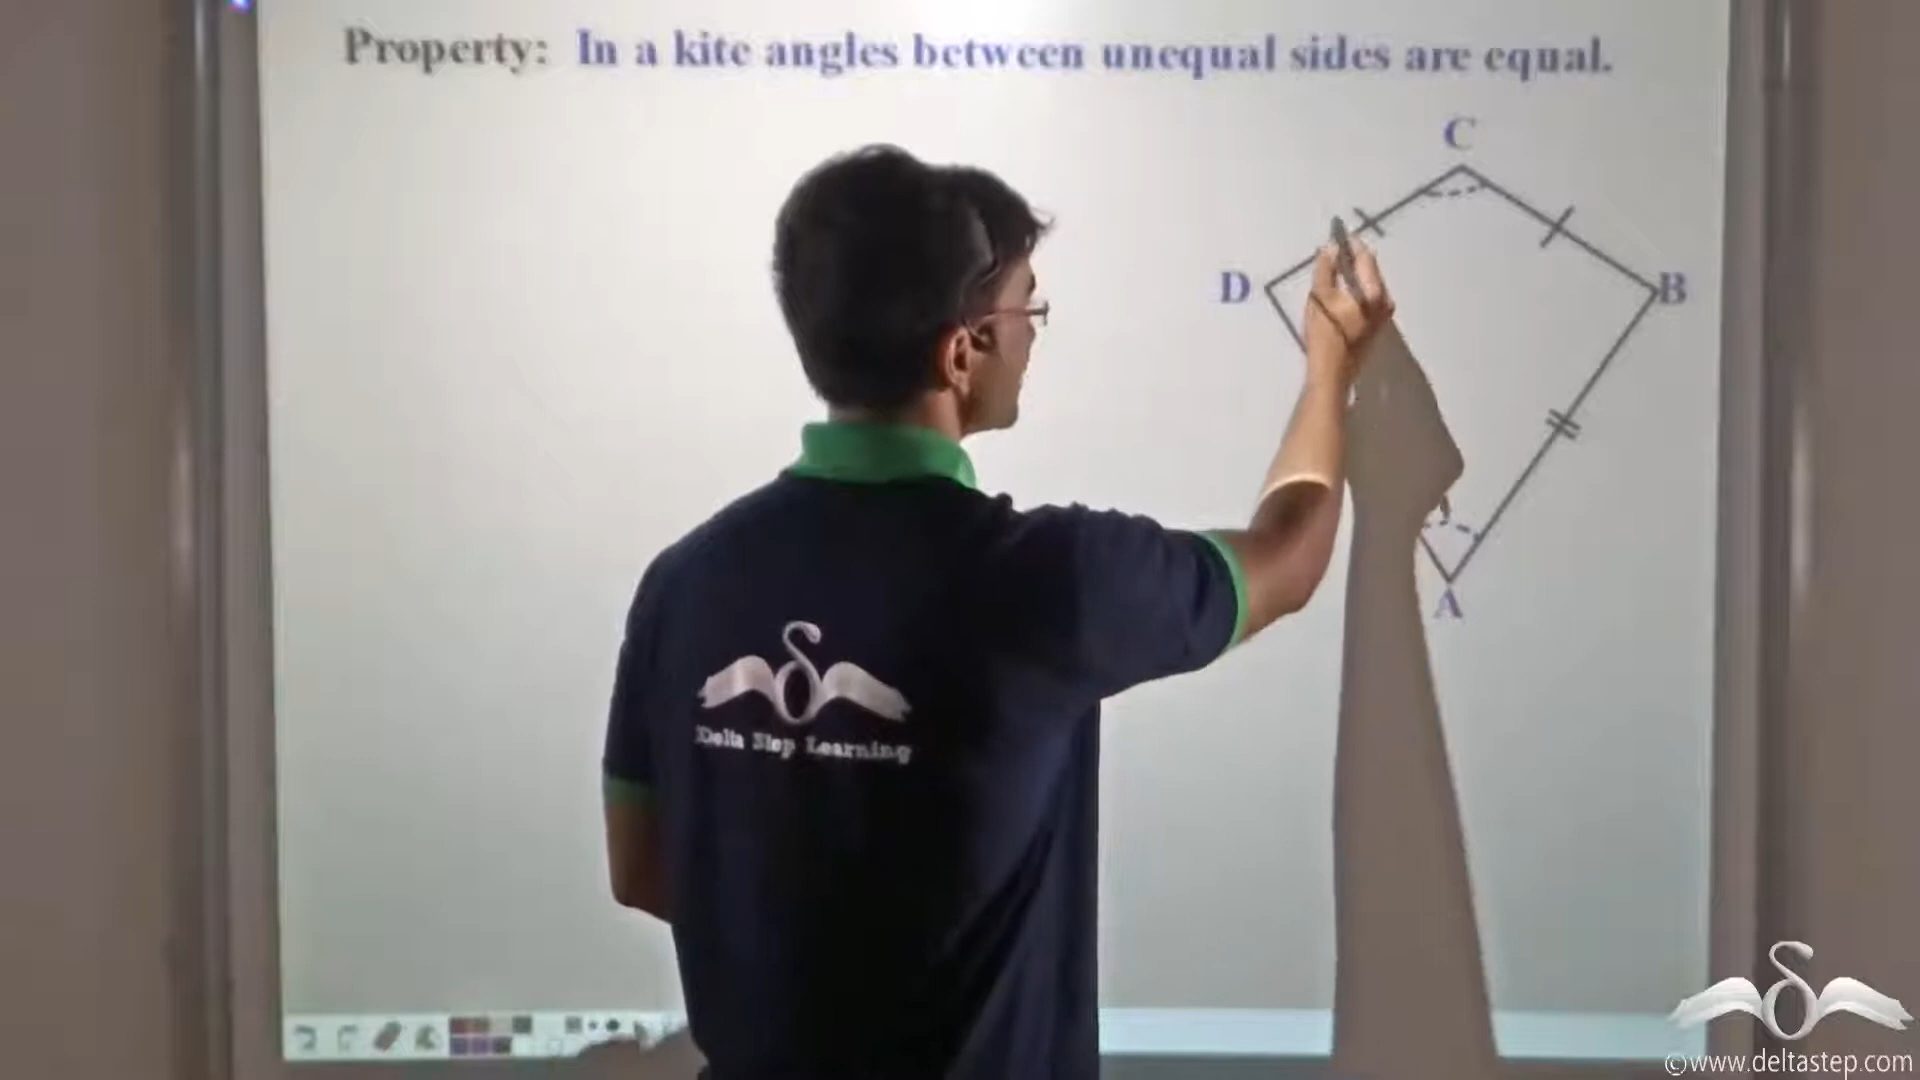 Property: In a kite angles between unequal sides are equal.
C
D
B
A
Delta Step Learning
©www.deltastep.com